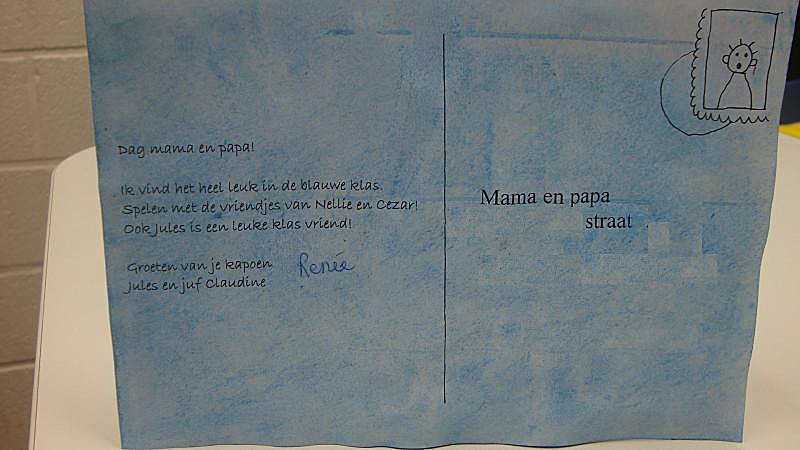 Dag mama en papa!
Ik vind het heel leuk in de blauwe klas.
Spelen met de vriendjes van Nellie en Cezar!
Ook Jules is een leuke klas vriend!
Groeten van je kapoen Renée
Jules en juf Claudine
Mama en papa
straat